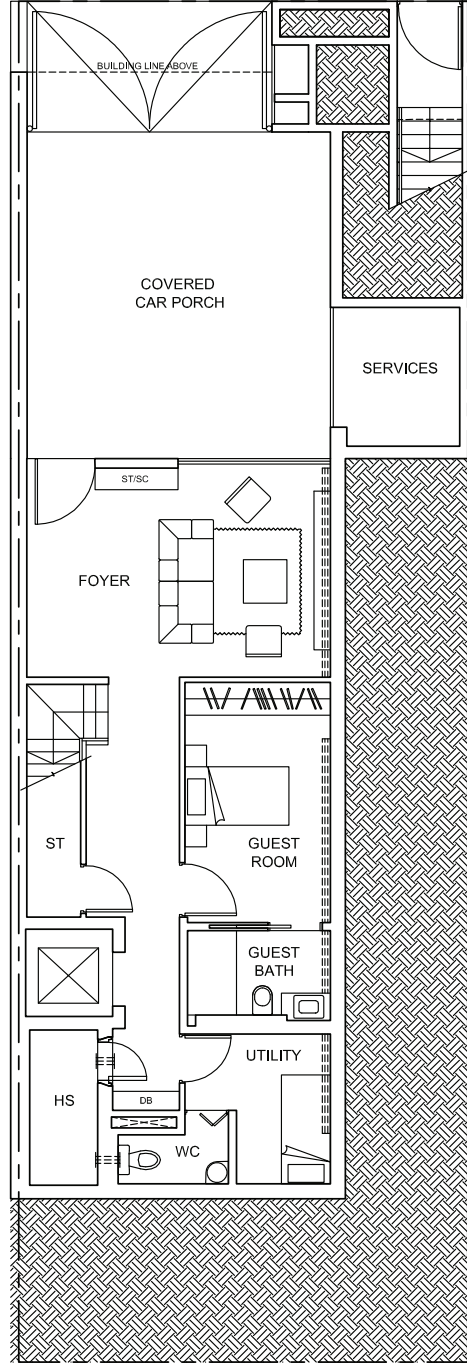 BUILDING LINE ABOVE
COVERED
CAR PORCH
SERVICES
ST/SC
FOYER
ST
GUEST
ROOM
GUEST
BATH
UTILITY
HS
DB
WC